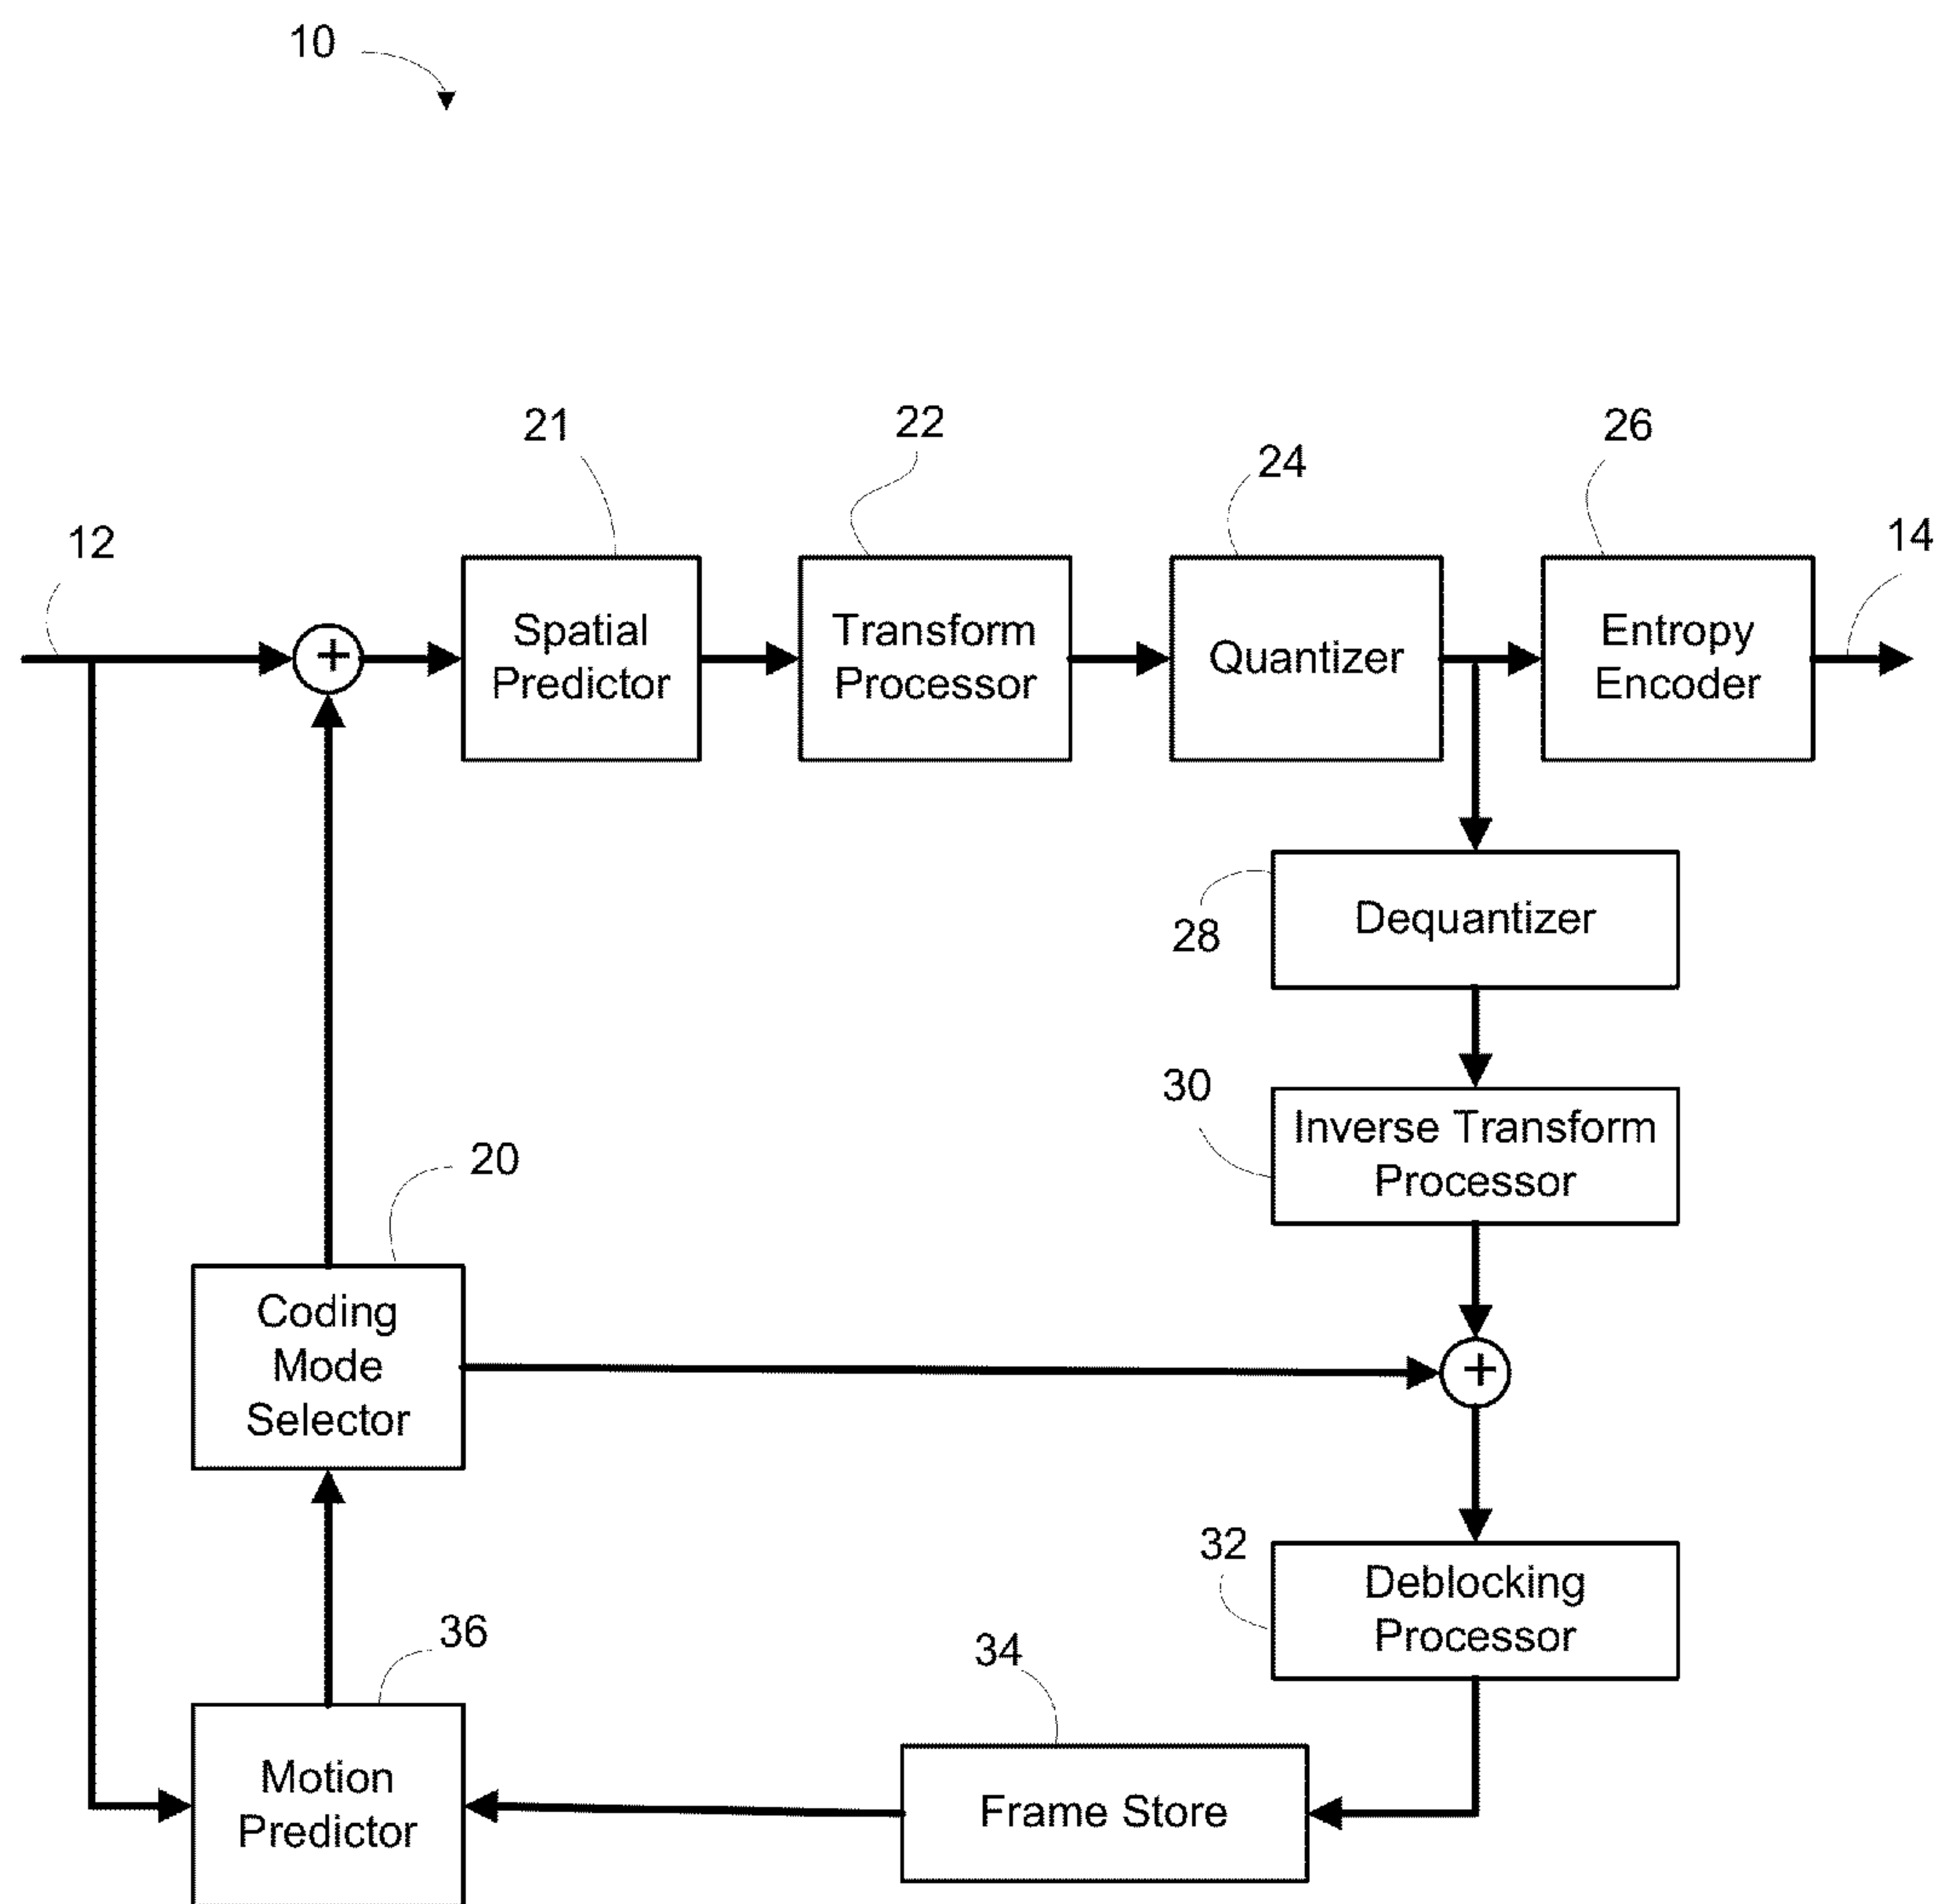 10
21
22
24
26
12
14
+
Spatial
Predictor
Transform
Processor
Quantizer
Entropy
Encoder
28
Dequantizer
30
Inverse Transform
Processor
20
Coding
Mode
Selector
+
32
Deblocking
Processor
36
34
Motion
Predictor
Frame Store